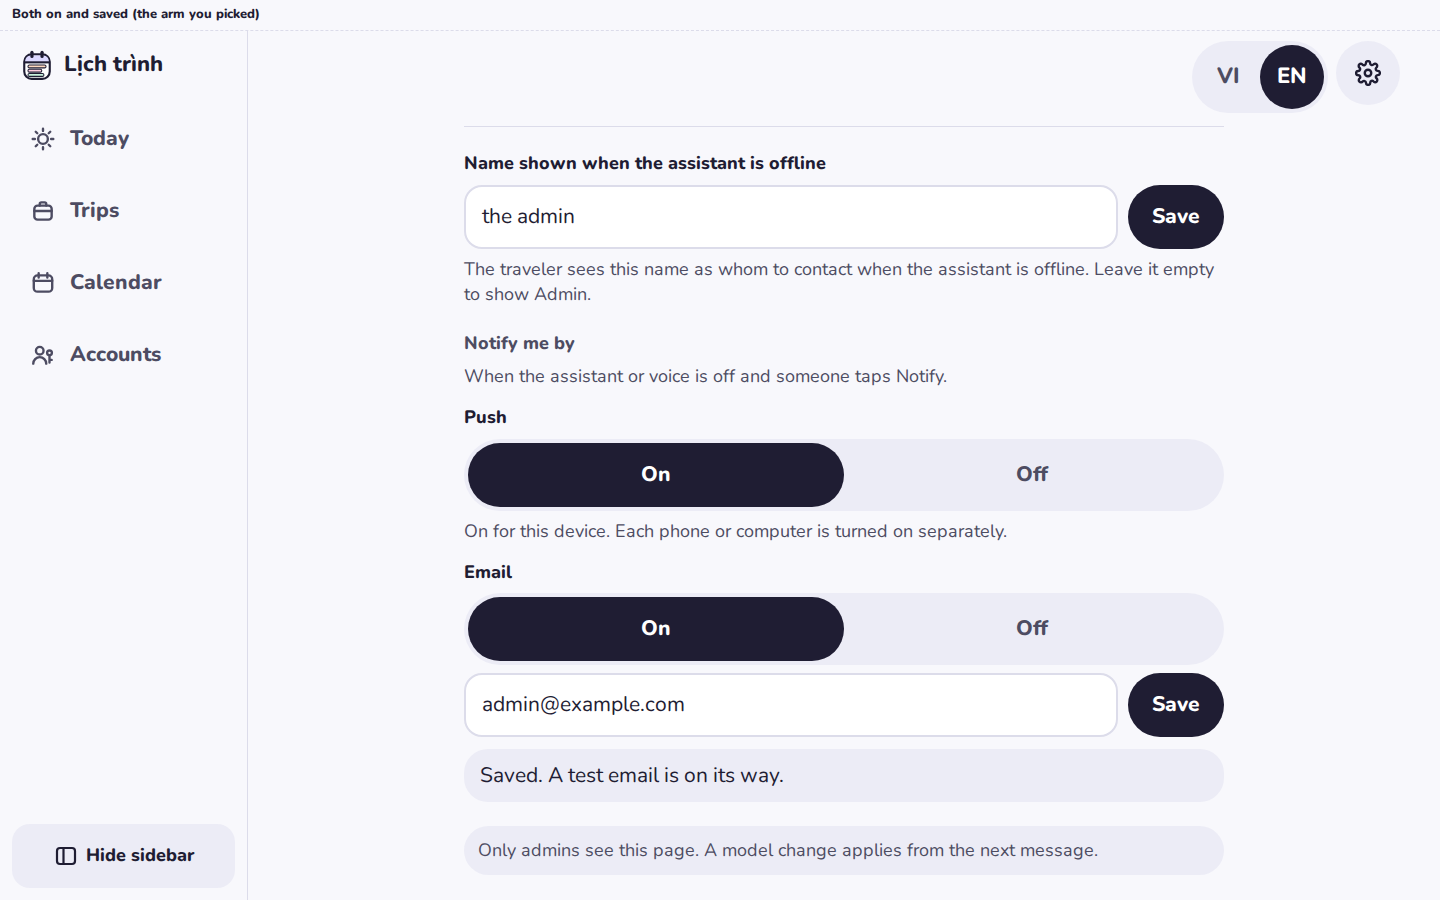 Both on and saved (the arm you picked)
Lịch trình
VI
EN
Today
Trips
Calendar
Accounts
Hide sidebar
Name shown when the assistant is offline
the admin
Save
The traveler sees this name as whom to contact when the assistant is offline. Leave it empty
to show Admin.
Notify me by
When the assistant or voice is off and someone taps Notify.
Push
On
Off
On for this device. Each phone or computer is turned on separately.
Email
On
Off
admin@example.com
Save
Saved. A test email is on its way.
Only admins see this page. A model change applies from the next message.